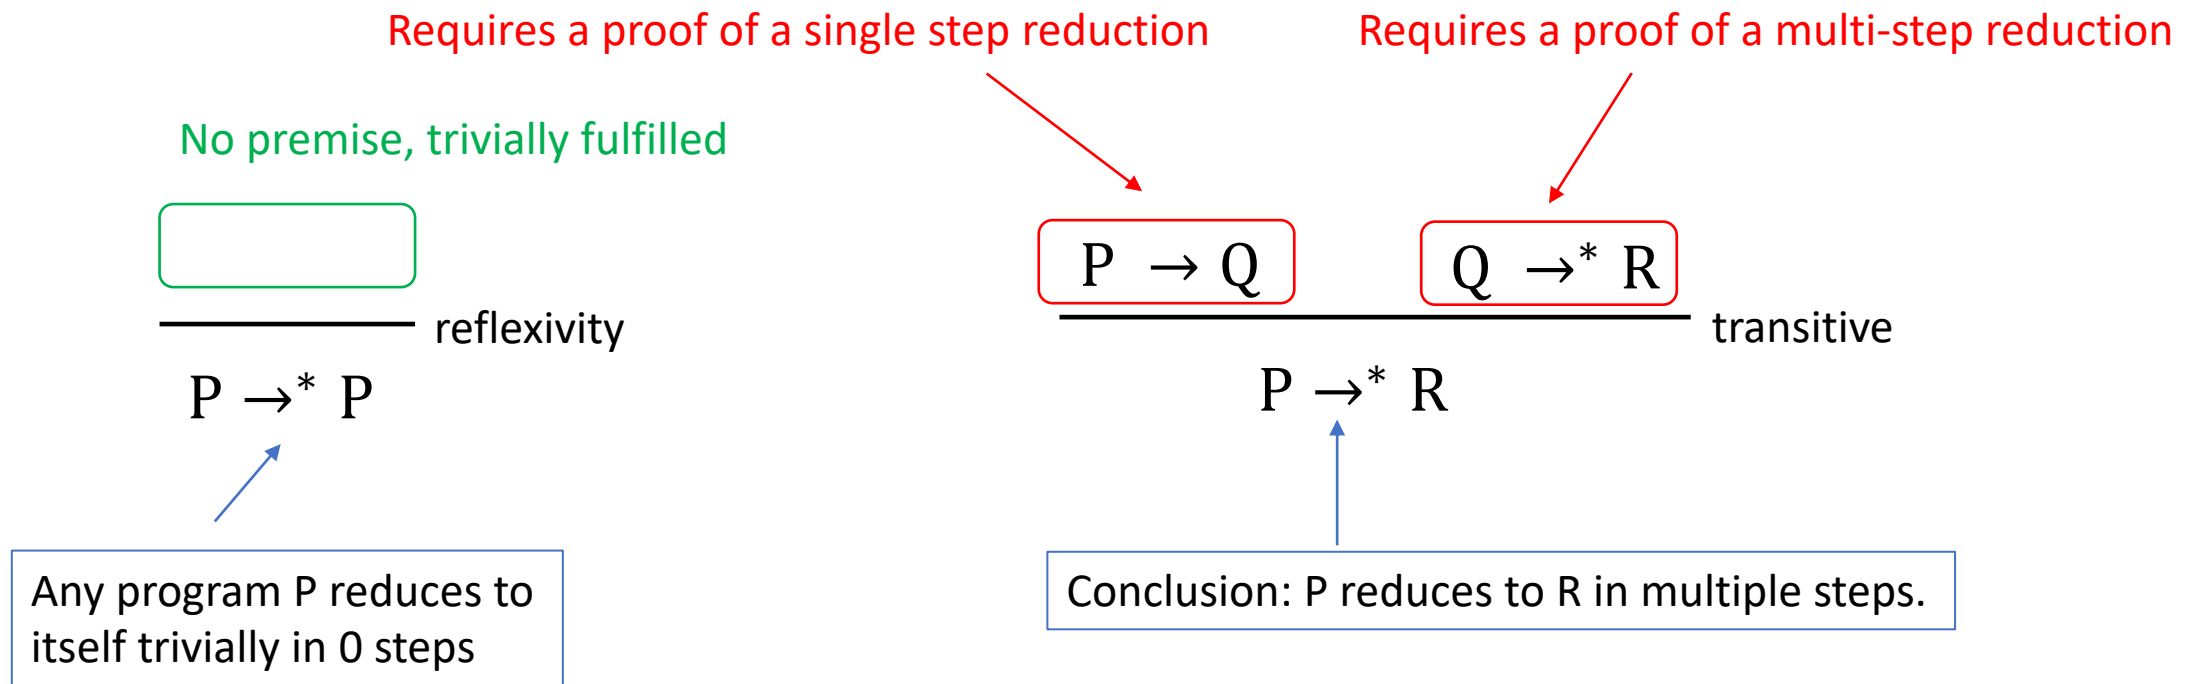 Requires a proof of a single step reduction
Requires a proof of a multi-step reduction
No premise, trivially fulfilled
P → Q
Q →* R
reflexivity
transitive
P →* P
P →* R
Any program P reduces to
itself trivially in 0 steps
Conclusion: P reduces to R in multiple steps.